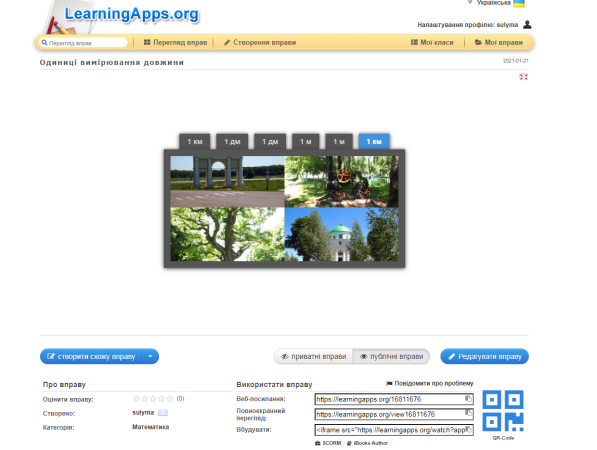 LearningApps.org
Українська
Налаштування профілю: sulyma
Перегляд вправ
Перегляд вправ
Створення вправи
Мої класи
Мої вправи
Одиниці вимірювання довжини
2021-01-21
1 км
1 дм
1 дм
1 м
1 м
1 км
створити схожу вправу
приватні вправи
публічні вправи
Редагувати вправу
Про вправу
Оцінити вправу:
(0)
Створено:
sulyma
Категорія:
Математика
Використати вправу
Повідомити про проблему
Веб-посилання:
https://learningapps.org/16811676
Повноекранний перегляд:
https://learningapps.org/view16811676
Вбудувати:
<iframe src="https://learningapps.org/watch?app
SCORM
iBooks Author
QR-Code